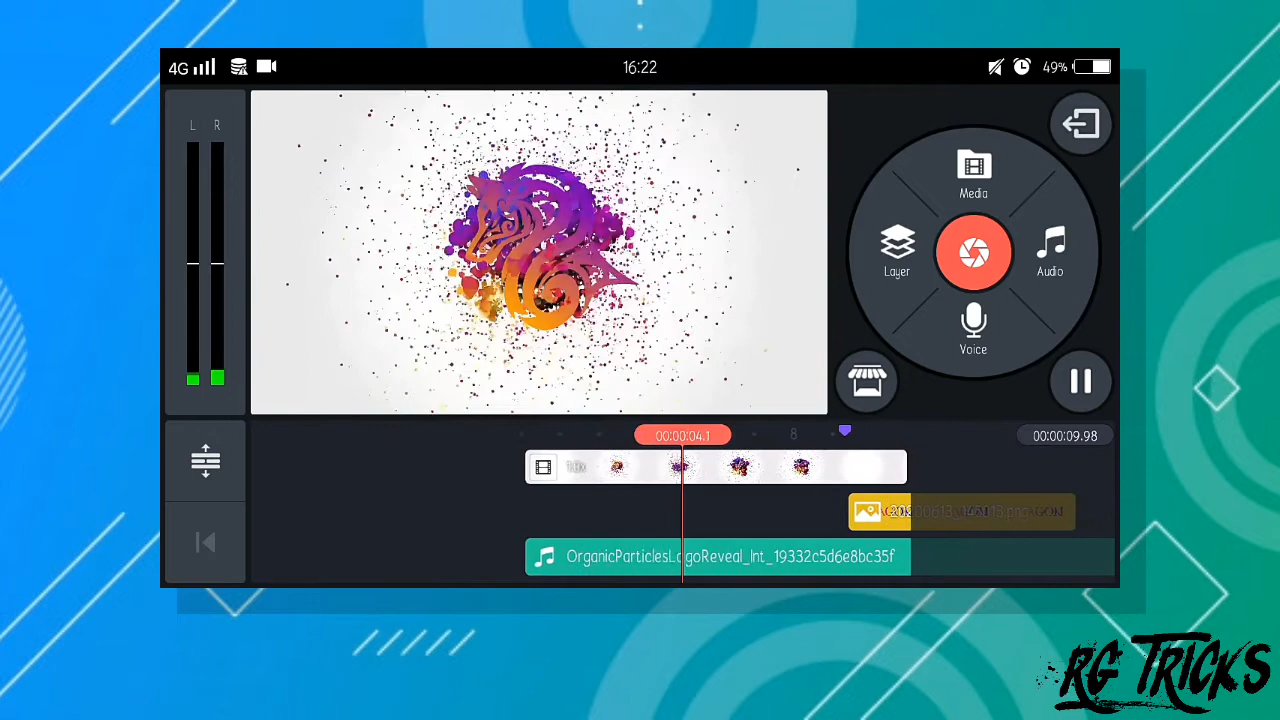 4G
16:22
49%
L R
Media
Layer
Audio
Voice
00:00:04.1
8
00:00:09.98
OrganicParticlesLogoReveal_Int_19332c5d6e8bc35f
RG TRICKS